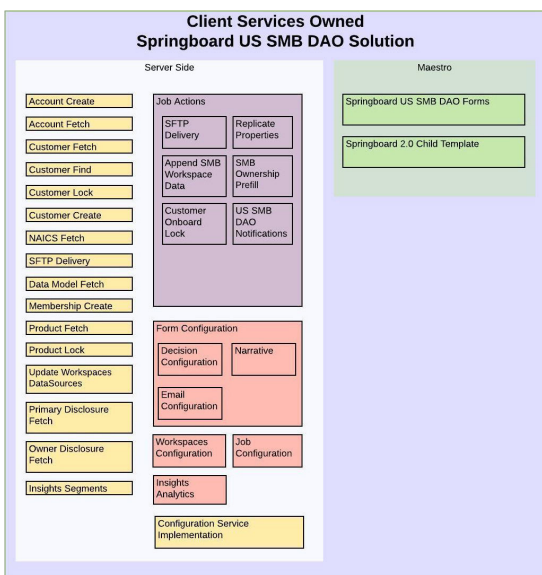 Client Services Owned
Springboard US SMB DAO Solution
Server Side
Account Create
Account Fetch
Customer Fetch
Customer Find
Customer Lock
Customer Create
NAICS Fetch
SFTP Delivery
Data Model Fetch
Membership Create
Product Fetch
Product Lock
Update Workspaces
DataSources
Primary Disclosure
Fetch
Owner Disclosure
Fetch
Insights Segments
Job Actions
SFTP
Delivery
Replicate
Properties
Append SMB
Workspace
Data
SMB
Ownership
Prefill
Customer
Onboard
Lock
US SMB
DAO
Notifications
Form Configuration
Decision
Configuration
Narrative
Email
Configuration
Workspaces
Configuration
Job
Configuration
Insights
Analytics
Configuration Service
Implementation
Maestro
Springboard US SMB DAO Forms
Springboard 2.0 Child Template